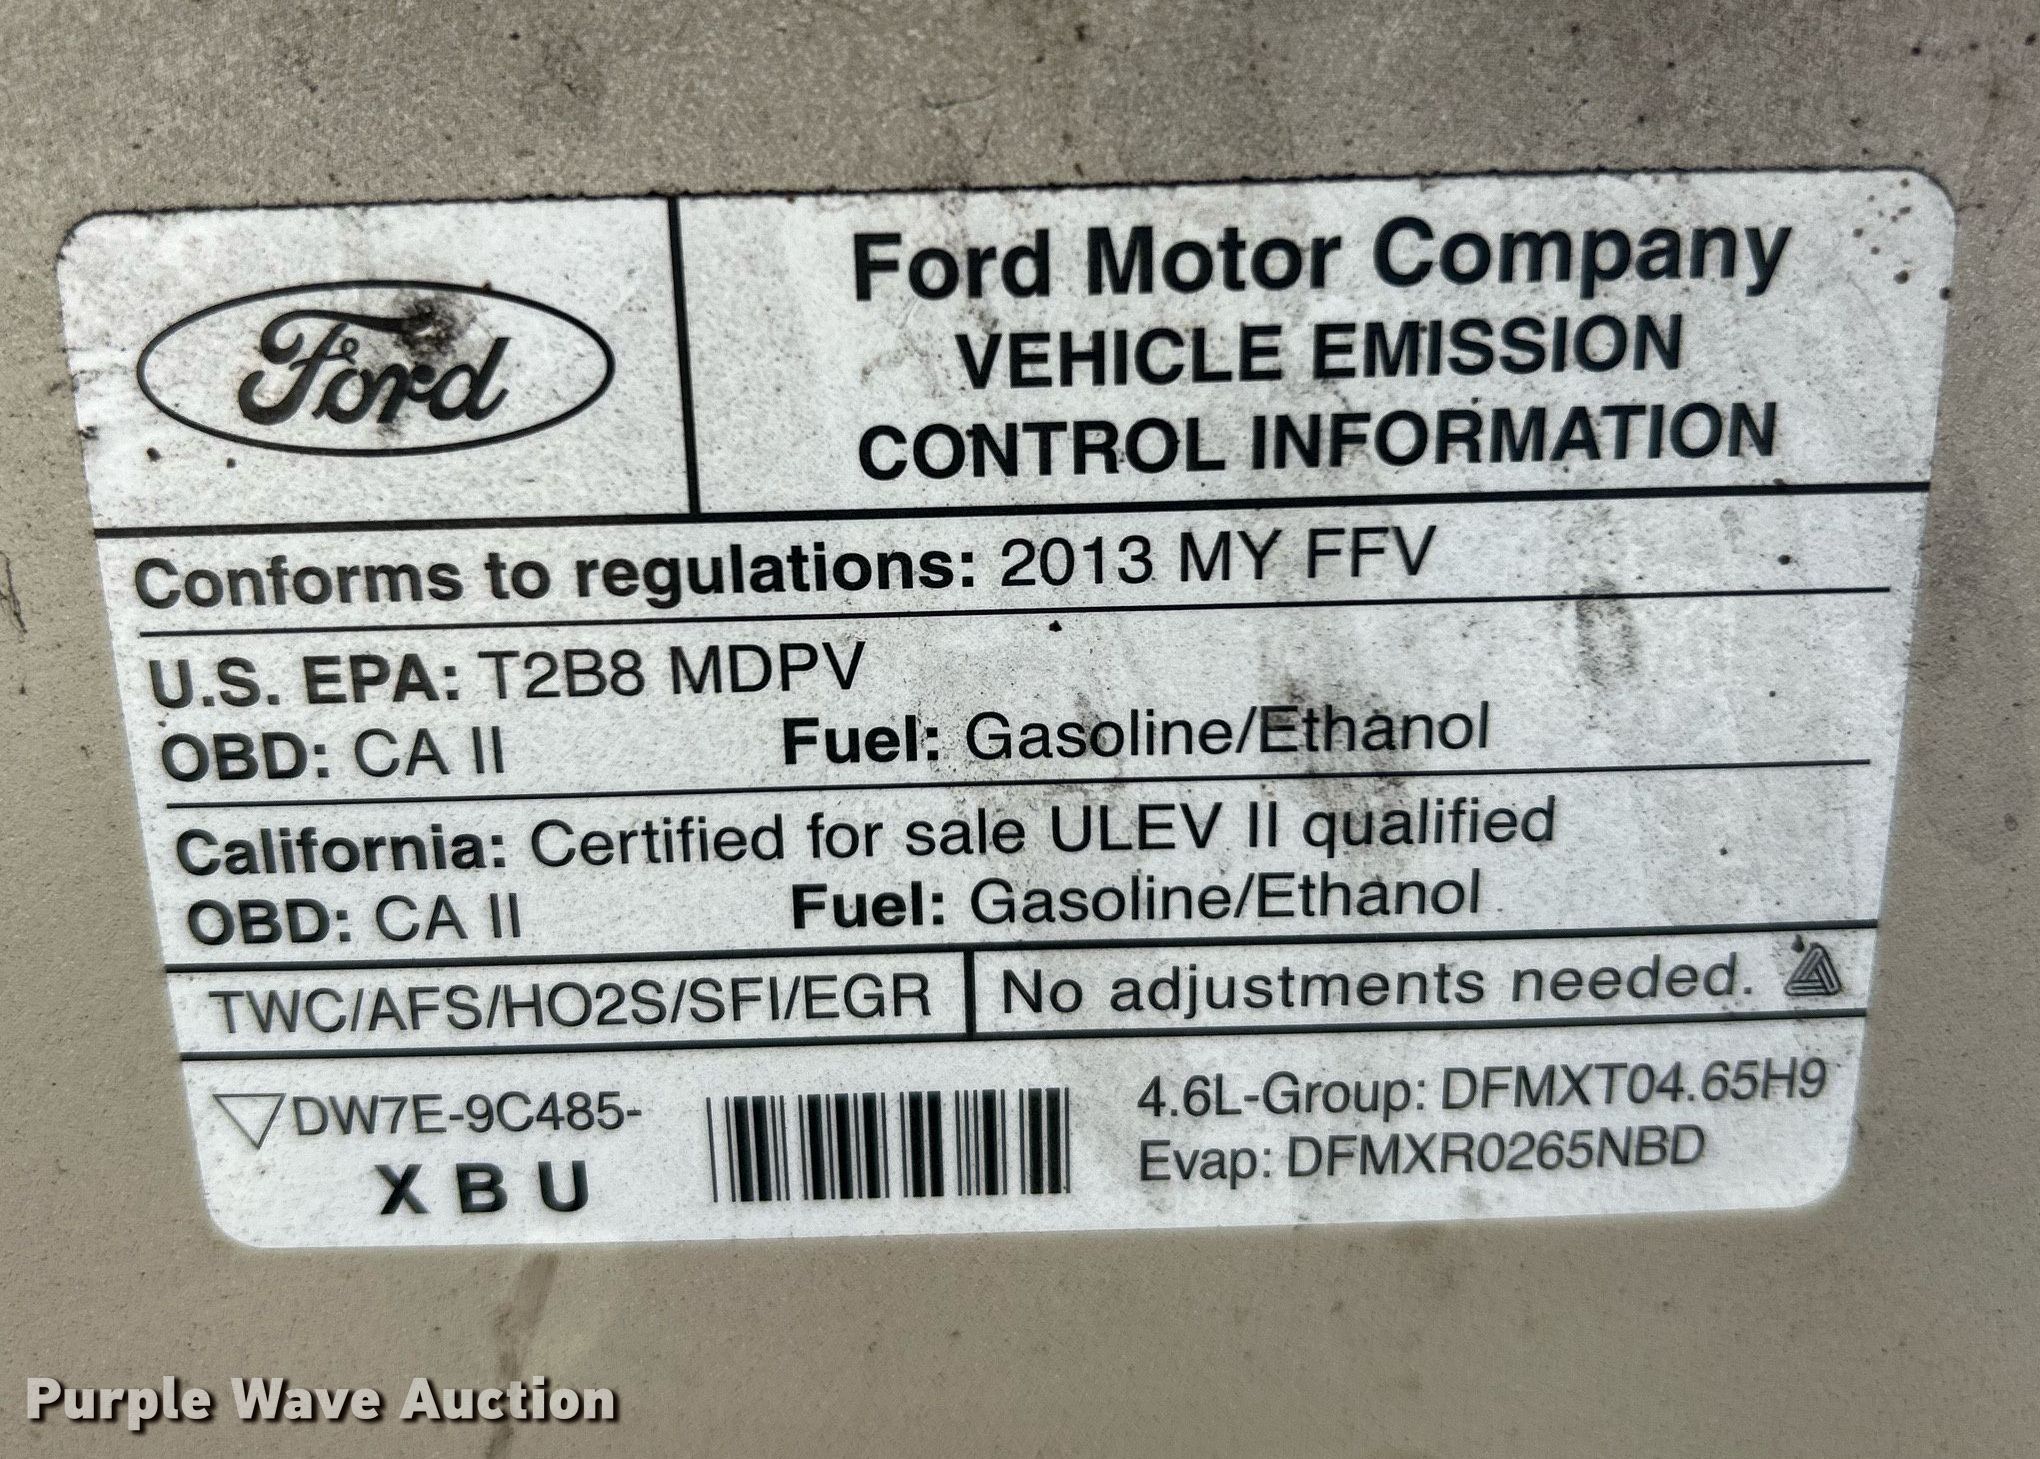 Ford
Ford Motor Company
VEHICLE EMISSION
CONTROL INFORMATION
Conforms to regulations: 2013 MY FFV
U.S. EPA: T2B8 MDPV
OBD: CA II Fuel: Gasoline/Ethanol
California: Certified for sale ULEV II qualified
OBD: CA II Fuel: Gasoline/Ethanol
TWC/AFS/HO2S/SFI/EGR No adjustments needed.
DW7E-9C485-
X B U
4.6L-Group: DFMXT04.65H9
Evap: DFMXR0265NBD
Purple Wave Auction